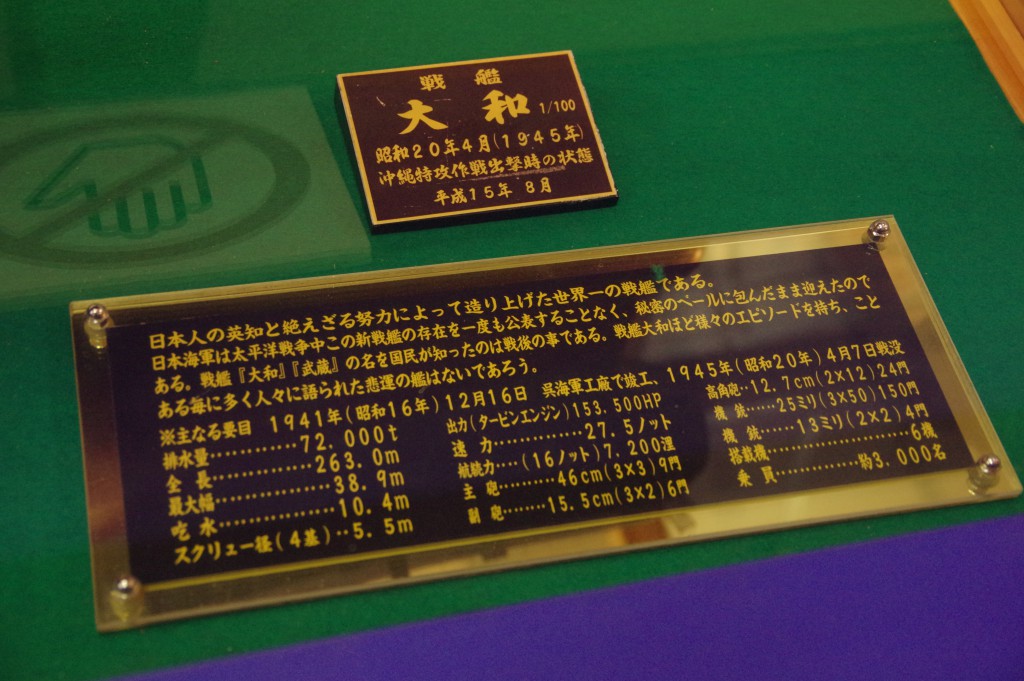 戦艦
大和 1/100
昭和20年4月(1945年)
沖縄特攻作戦出撃時の状態
平成15年 8月
日本人の英知と絶えざる努力によって造り上げた世界一の戦艦である。
日本海軍は太平洋戦争中この新戦艦の存在を一度も公表することなく、秘密のベールに包んだまま迎えたので
ある。戦艦『大和』『武蔵』の名を国民が知ったのは戦後の事である。戦艦大和ほど様々のエピソードを持ち、こと
ある毎に多く人々に語られた悲運の艦はないであろう。
※主なる要目 1941年(昭和16年)12月16日 呉海軍工廠で竣工、1945年(昭和20年)4月7日戦没
排水量…………72.000t 出力(タービンエンジン)153.500HP 高角砲…12.7cm(2X12)24門
全 長……………263.0m 速 力……………27.5ノット 機 銃……25ミリ(3X50)150門
最大幅……………38.9m 航続力…(16ノット)7.200浬 機 銃……13ミリ(2X2)4門
吃 水……………10.4m 主 砲………46cm(3X3)9門 搭載機……………………6機
スクリュー径(4基)…5.5m 副 砲………15.5cm(3X2)6門 乗 員……………約3.000名